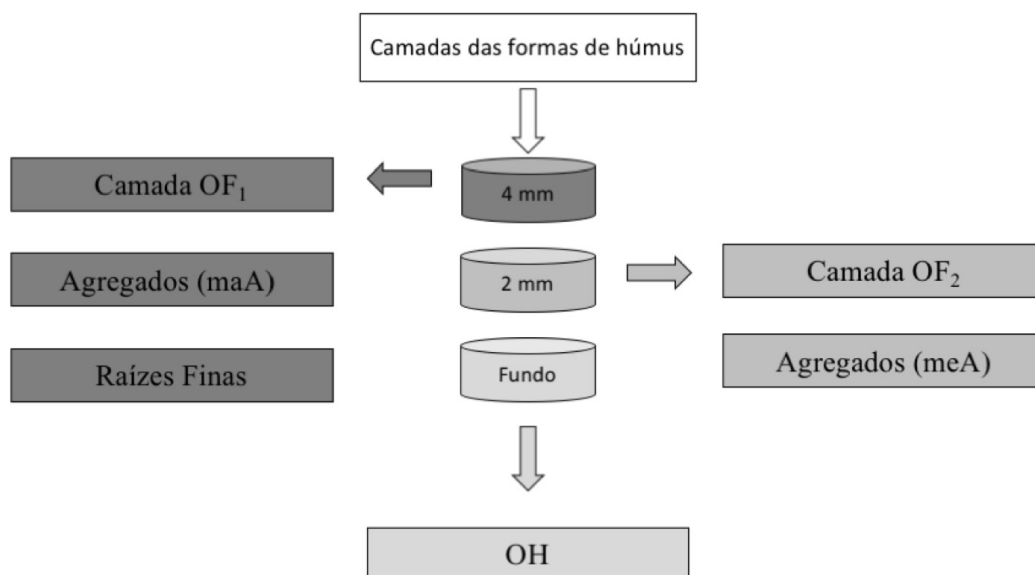 Camadas das formas de húmus
4 mm
Camada OF₁
2 mm
Agregados (maA)
Camada OF₂
Fundo
Raízes Finas
Agregados (meA)
OH